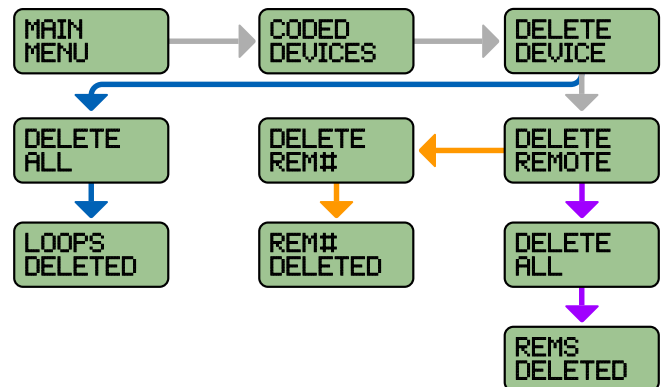 MAIN
MENU
CODED
DEVICES
DELETE
DEVICE
DELETE
ALL
DELETE
REM#
DELETE
REMOTE
LOOPS
DELETED
REM#
DELETED
DELETE
ALL
REMS
DELETED